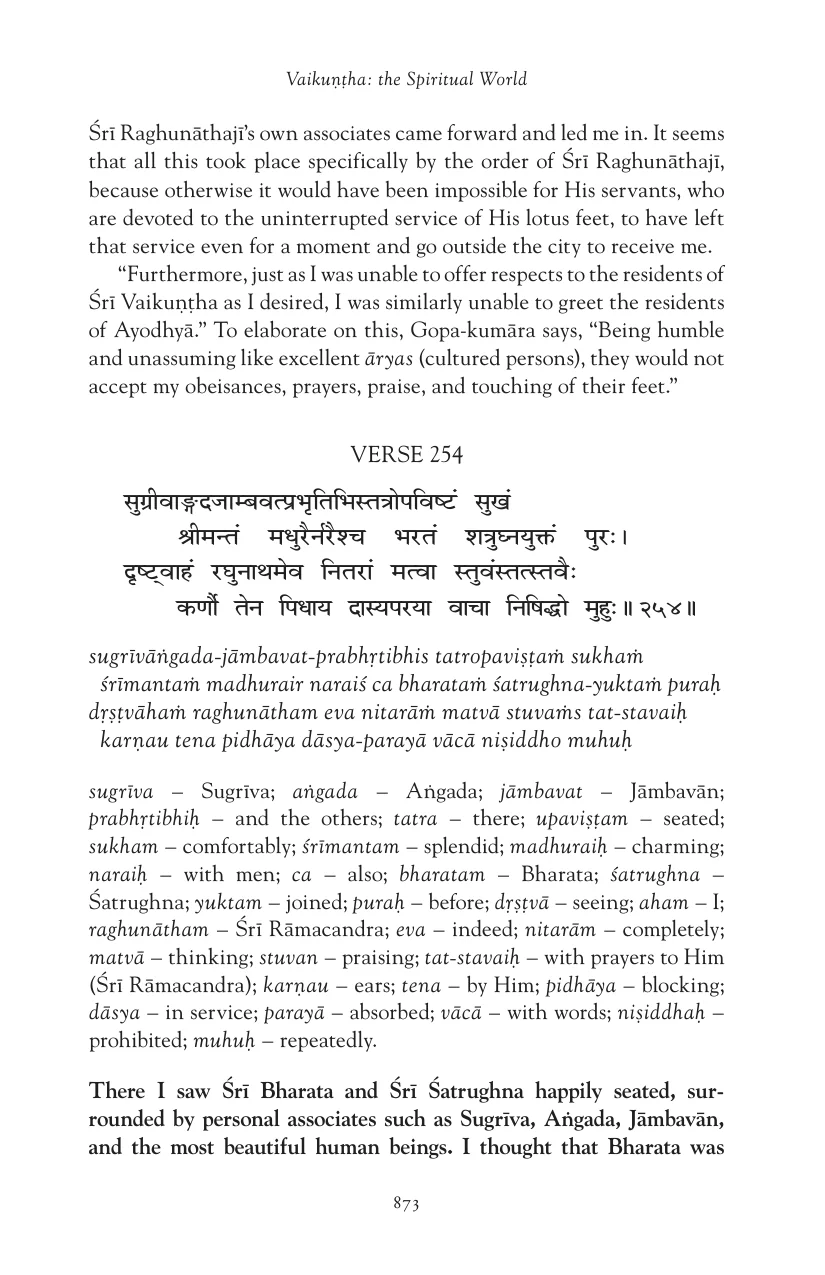 Vaikuṇṭha: the Spiritual World
Śrī Raghunāthajī’s own associates came forward and led me in. It seems
that all this took place specifically by the order of Śrī Raghunāthajī,
because otherwise it would have been impossible for His servants, who
are devoted to the uninterrupted service of His lotus feet, to have left
that service even for a moment and go outside the city to receive me.
“Furthermore, just as I was unable to offer respects to the residents of
Śrī Vaikuṇṭha as I desired, I was similarly unable to greet the residents
of Ayodhyā.” To elaborate on this, Gopa-kumāra says, “Being humble
and unassuming like excellent āryas (cultured persons), they would not
accept my obeisances, prayers, praise, and touching of their feet.”
VERSE 254
सुग्रीवाङ्गदजाम्बवत्प्रभृतिभिस्तत्रोपविष्टं सुखं
श्रीमन्तं मधुरैर्नरैश्च भरतं शत्रुघ्नयुक्तं पुरः।
दृष्ट्वाहं रघुनाथमेव नितरां मत्वा स्तुवंस्तत्स्तवैः
कर्णौ तेन पिधाय दास्यपरया वाचा निषिद्धो मुहुः॥२५४॥
sugrīvāṅgada-jāmbavat-prabhṛtibhis tatropaviṣṭaṁ sukhaṁ
śrīmantaṁ madhurair naraiś ca bharataṁ śatrughna-yuktaṁ puraḥ
dṛṣṭvāhaṁ raghunātham eva nitarāṁ matvā stuvaṁs tat-stavaiḥ
karṇau tena pidhāya dāsya-parayā vācā niṣiddho muhuḥ
sugrīva – Sugrīva; aṅgada – Aṅgada; jāmbavat – Jāmbavān;
prabhṛtibhiḥ – and the others; tatra – there; upaviṣṭam – seated;
sukham – comfortably; śrīmantam – splendid; madhuraiḥ – charming;
naraiḥ – with men; ca – also; bharatam – Bharata; śatrughna –
Śatrughna; yuktam – joined; puraḥ – before; dṛṣṭvā – seeing; aham – I;
raghunātham – Śrī Rāmacandra; eva – indeed; nitarām – completely;
matvā – thinking; stuvan – praising; tat-stavaiḥ – with prayers to Him
(Śrī Rāmacandra); karṇau – ears; tena – by Him; pidhāya – blocking;
dāsya – in service; parayā – absorbed; vācā – with words; niṣiddhaḥ –
prohibited; muhuḥ – repeatedly.
There I saw Śrī Bharata and Śrī Śatrughna happily seated, sur-
rounded by personal associates such as Sugrīva, Aṅgada, Jāmbavān,
and the most beautiful human beings. I thought that Bharata was
873